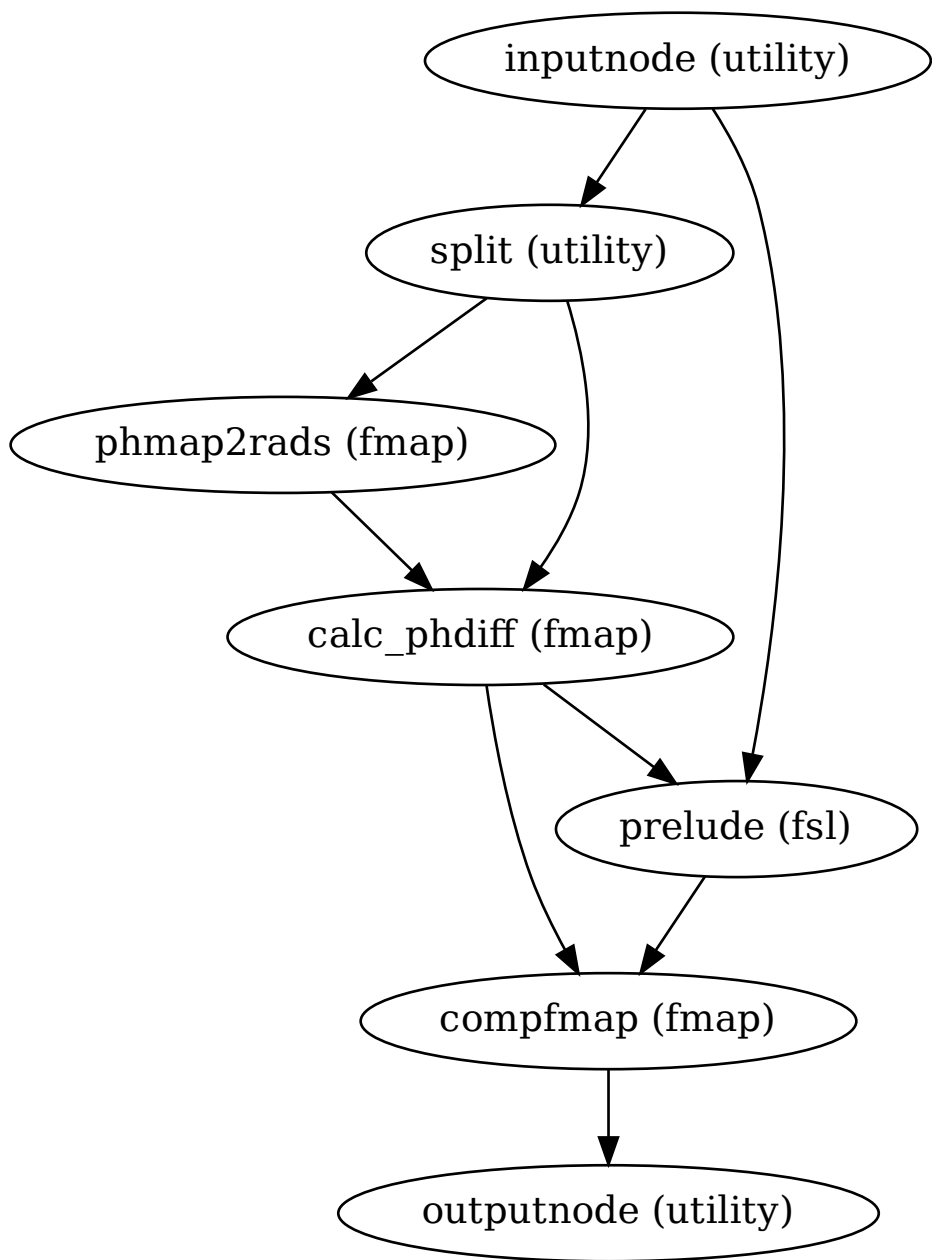 inputnode (utility)
split (utility)
phmap2rads (fmap)
calc_phdiff (fmap)
prelude (fsl)
compfmap (fmap)
outputnode (utility)